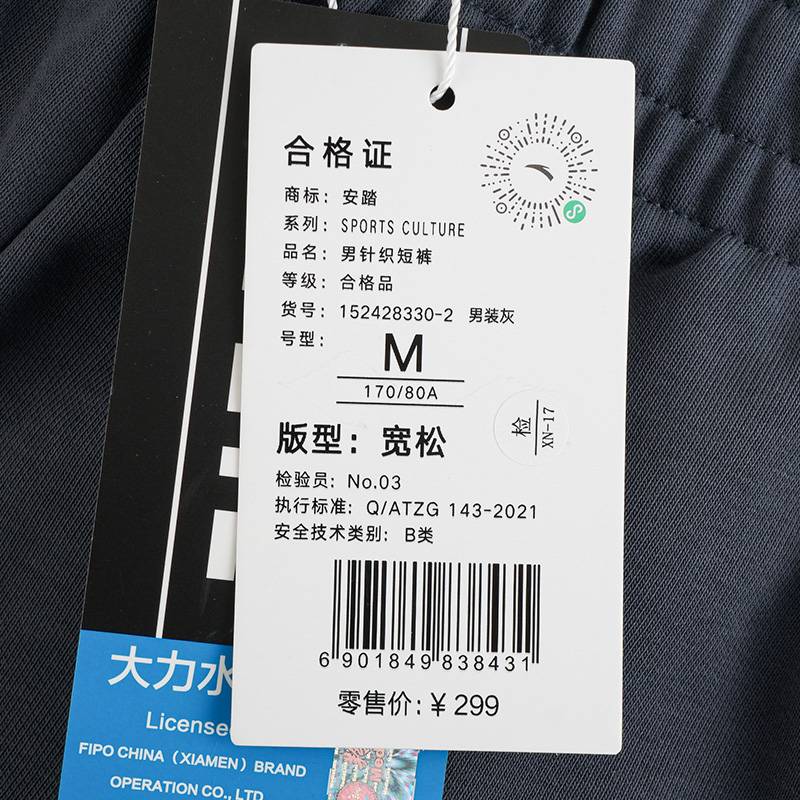 合格证
商标: 安踏
系列: SPORTS CULTURE
品名: 男针织短裤
等级: 合格品
货号: 152428330-2 男装灰
号型:
M
170/80A
检
XN-17
版型: 宽松
检验员: No.03
执行标准: Q/ATZG 143-2021
安全技术类别: B类
6 901849 838431
零售价: ¥ 299
大力水
License
FIPO CHINA (XIAMEN) BRAND
OPERATION CO., LTD